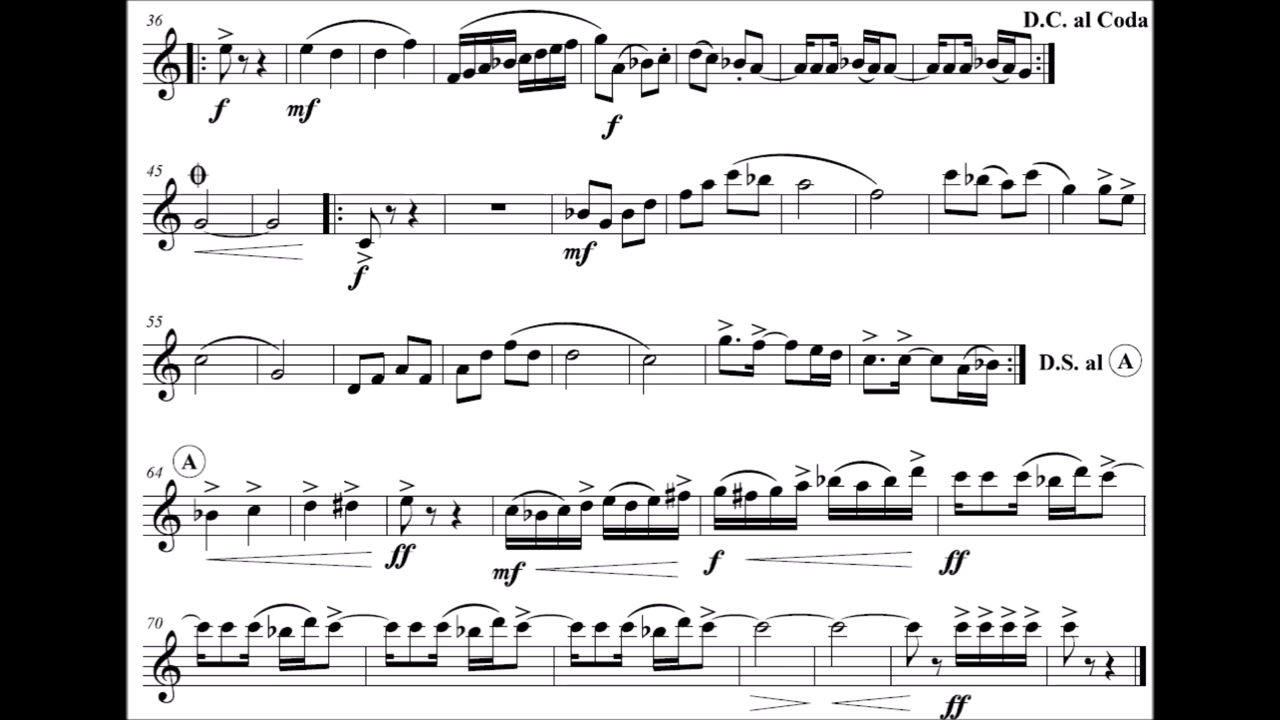 36 D.C. al Coda
f mf f
45
f mf
55
D.S. al A
A
64
ff mf f ff
70
ff